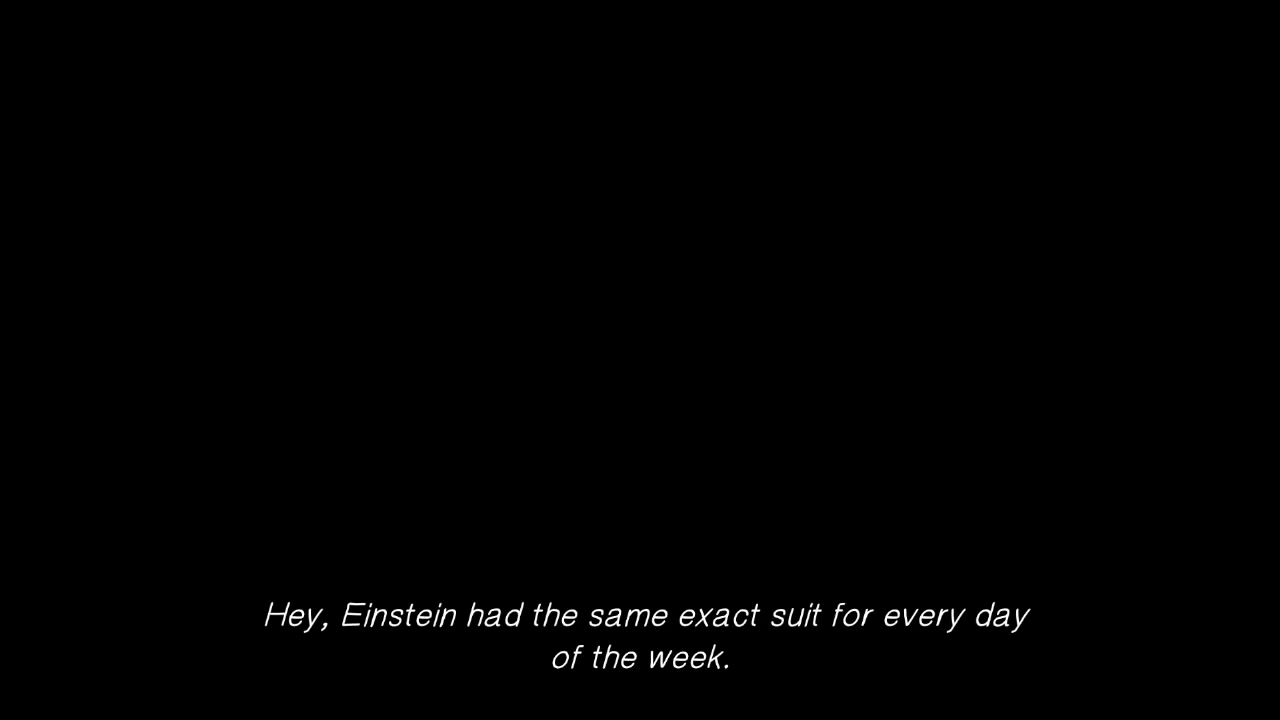 Hey, Einstein had the same exact suit for every day
of the week.